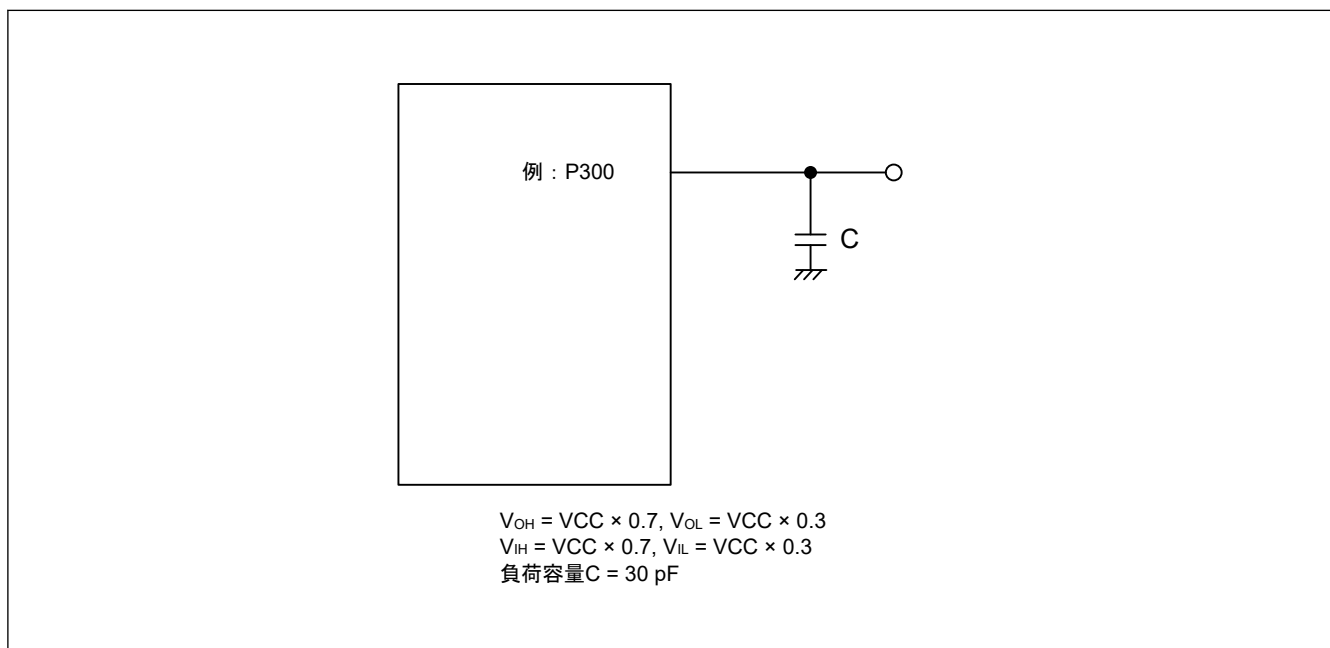 例：P300
C
VOH = VCC × 0.7, VOL = VCC × 0.3
VIH = VCC × 0.7, VIL = VCC × 0.3
負荷容量C = 30 pF